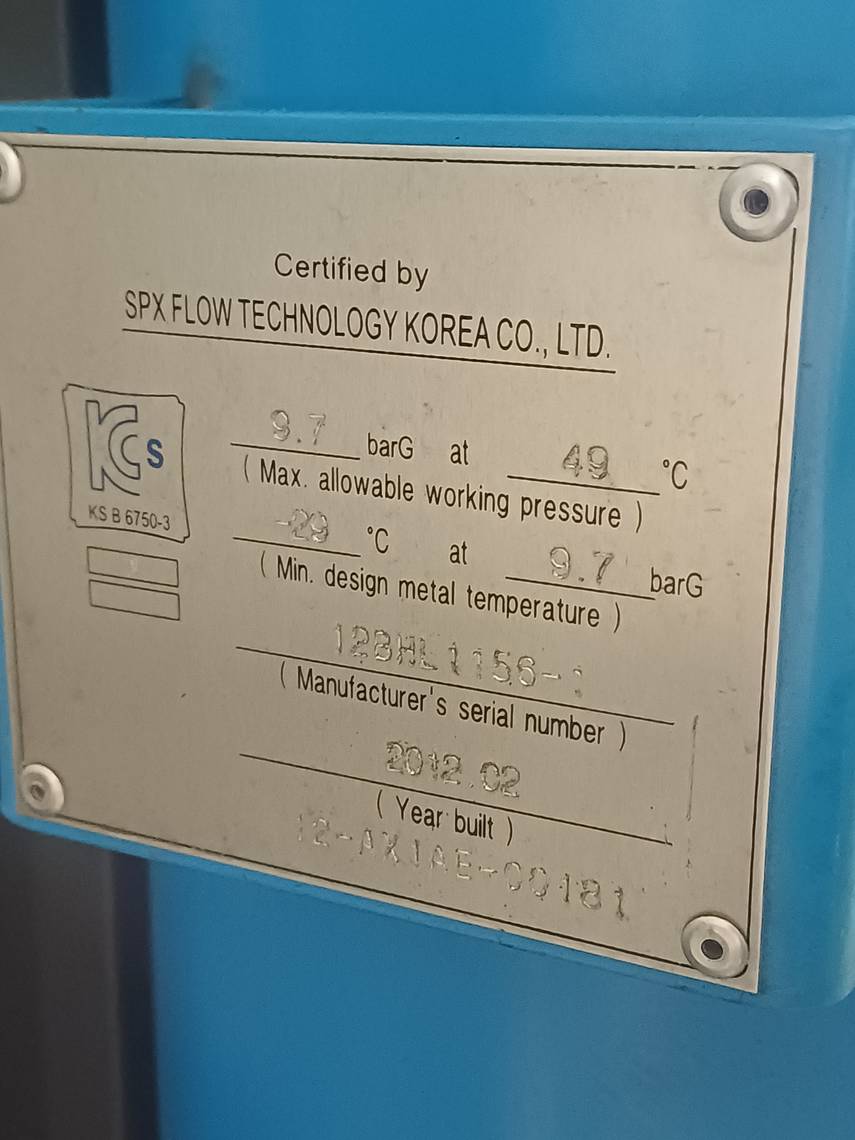 Certified by
SPX FLOW TECHNOLOGY KOREA CO., LTD.
KCs
KS B 6750-3
9.7 barG at 49 °C
( Max. allowable working pressure )
-29 °C at 9.7 barG
( Min. design metal temperature )
( Manufacturer's serial number )
2012.02
( Year built )